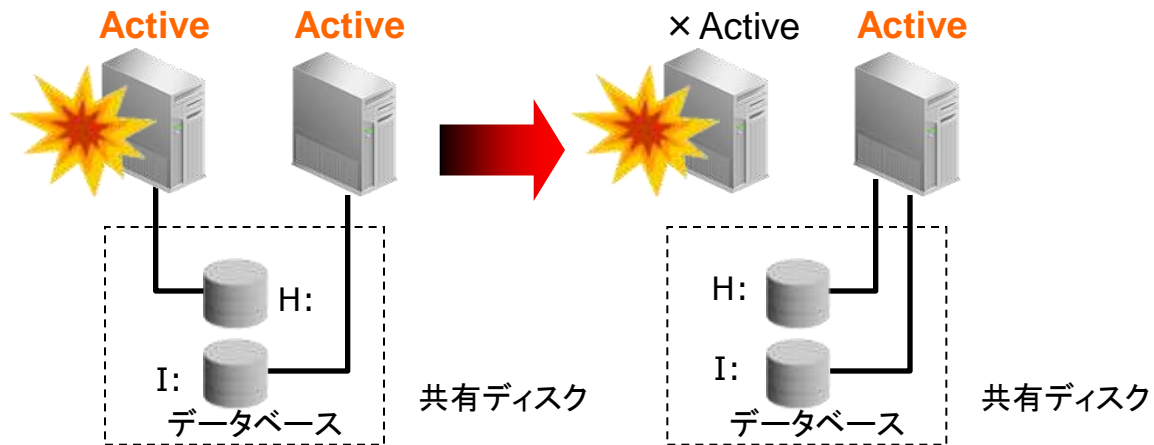 Active
Active
H:
I:
データベース
共有ディスク
× Active
Active
H:
I:
データベース
共有ディスク